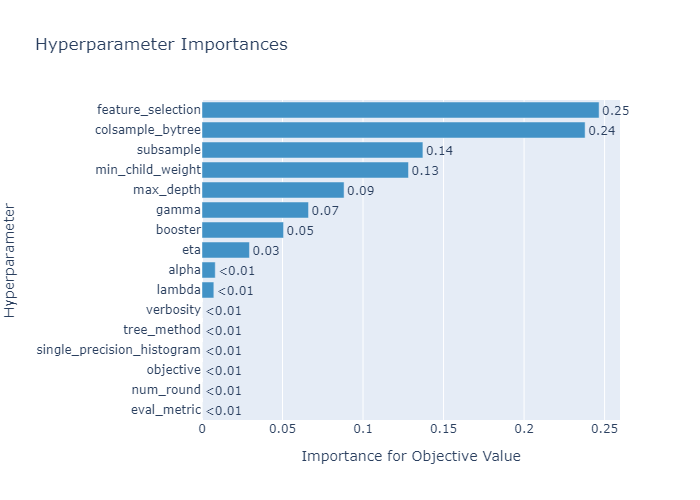 Hyperparameter Importances
Hyperparameter
feature_selection 0.25
colsample_bytree 0.24
subsample 0.14
min_child_weight 0.13
max_depth 0.09
gamma 0.07
booster 0.05
eta 0.03
alpha <0.01
lambda <0.01
verbosity <0.01
tree_method <0.01
single_precision_histogram <0.01
objective <0.01
num_round <0.01
eval_metric <0.01
0 0.05 0.1 0.15 0.2 0.25
Importance for Objective Value